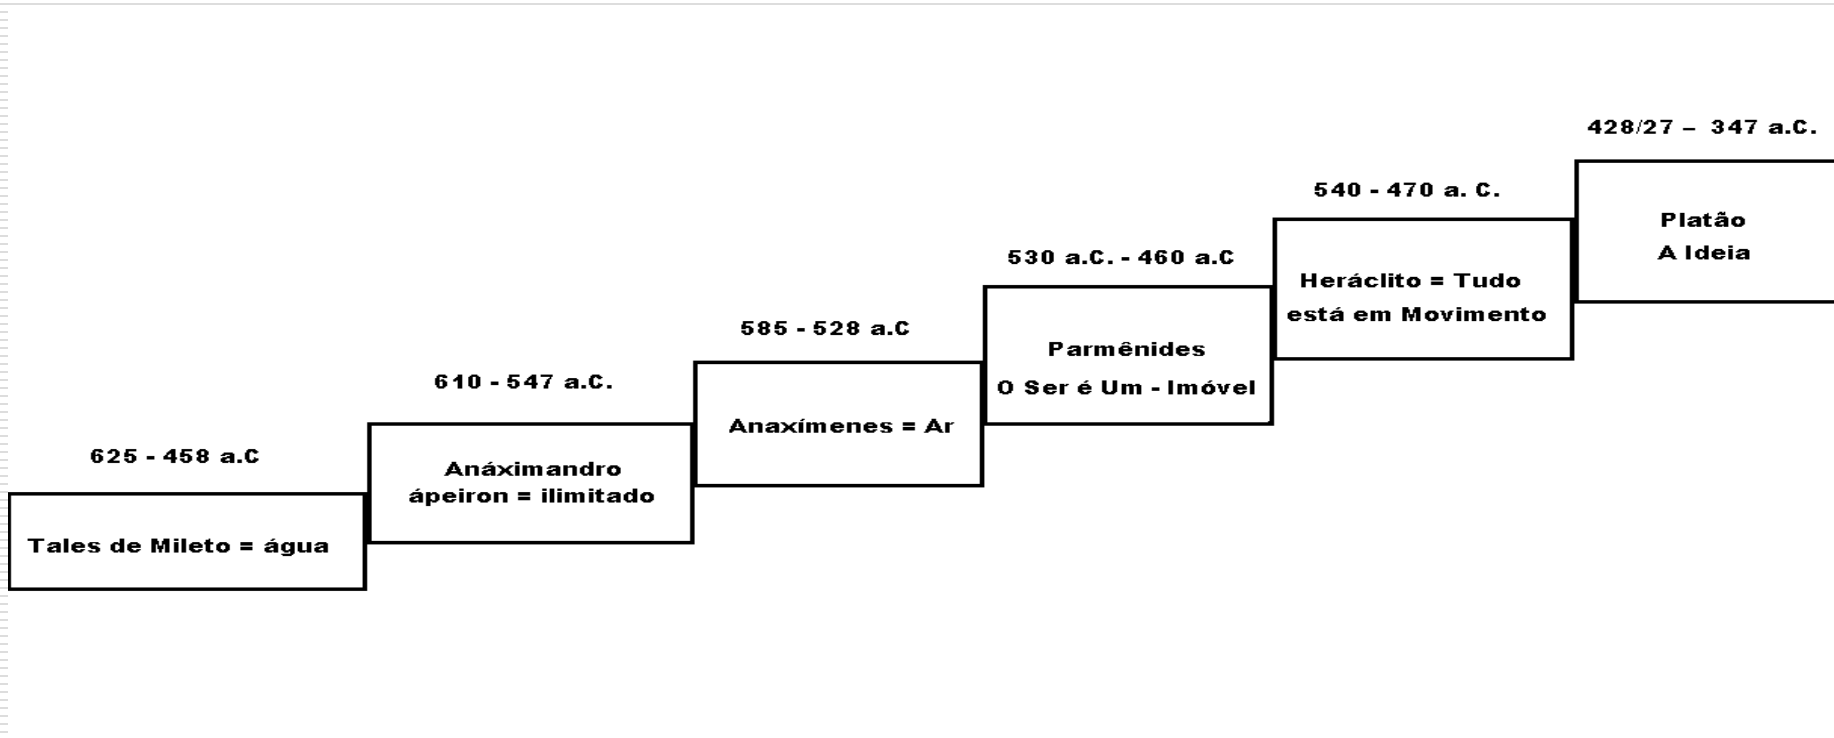 625 - 458 a.C
Tales de Mileto = água
610 - 547 a.C.
Anáximandro
ápeiron = ilimitado
585 - 528 a.C
Anaxímenes = Ar
530 a.C. - 460 a.C
Parmênides
O Ser é Um - Imóvel
540 - 470 a. C.
Heráclito = Tudo
está em Movimento
428/27 – 347 a.C.
Platão
A Ideia